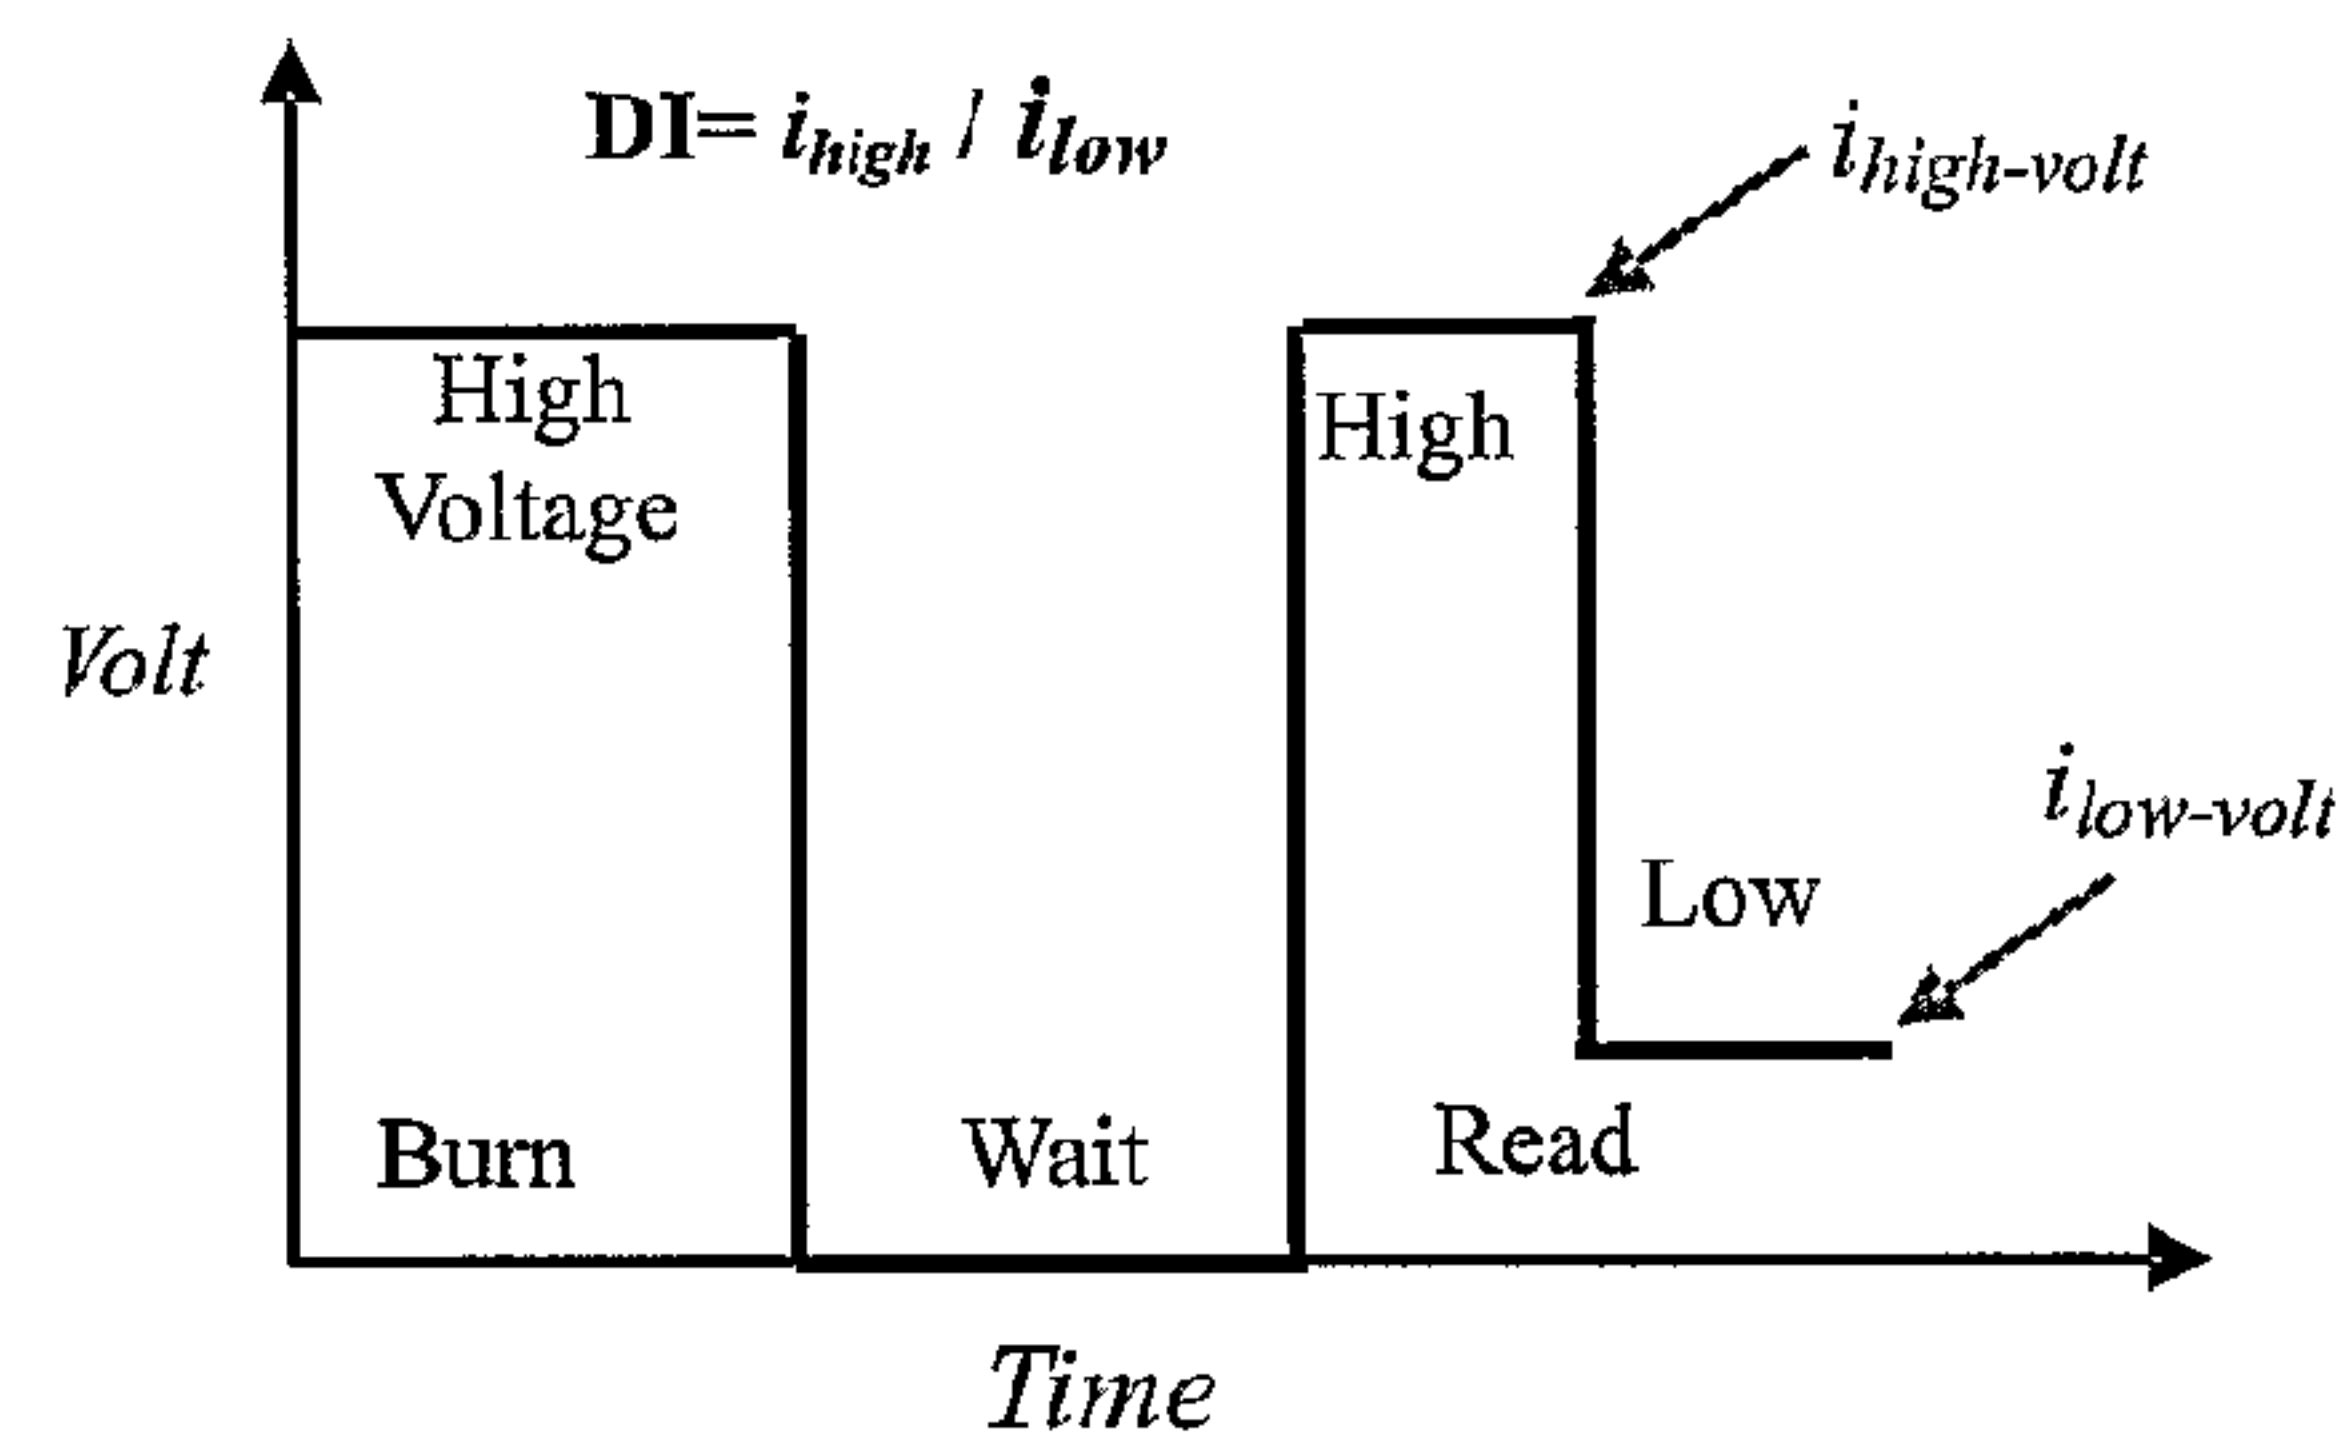 DI= i_high / i_low
i_high-volt
High
Voltage
High
Volt
i_low-volt
Low
Burn
Wait
Read
Time